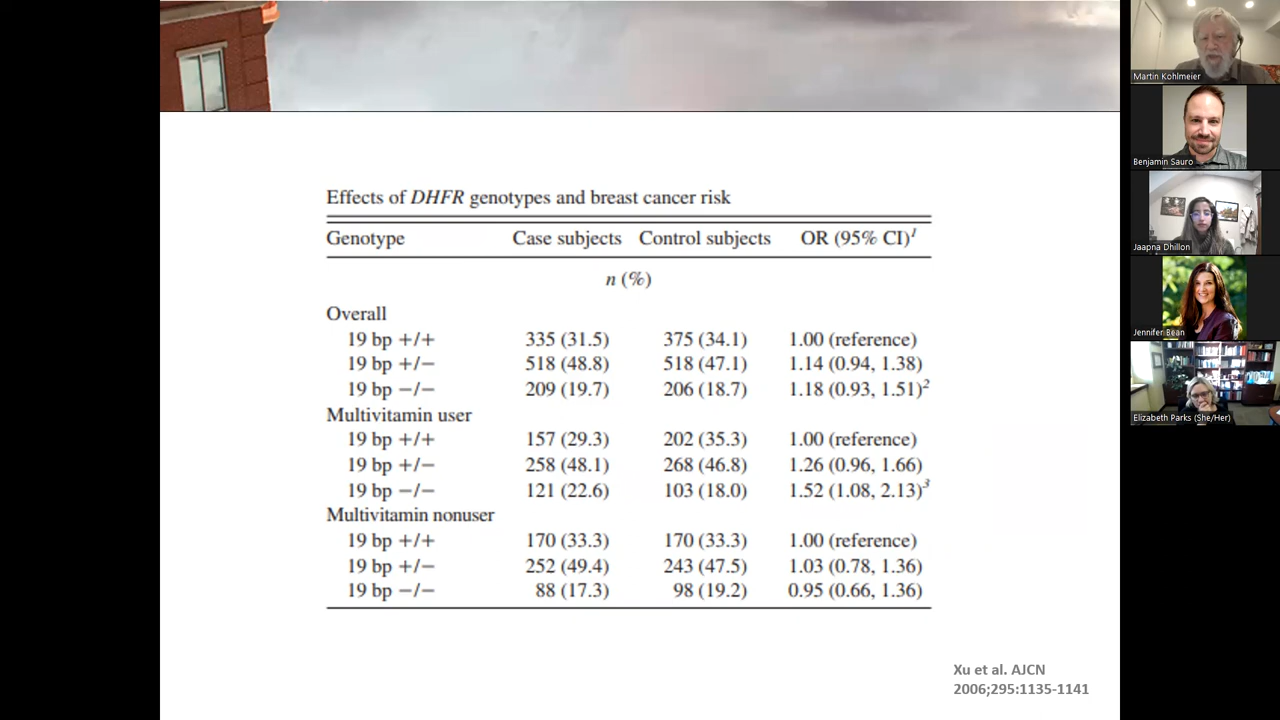 Effects of DHFR genotypes and breast cancer risk
Genotype Case subjects Control subjects OR (95% CI)¹
n (%)
Overall
19 bp +/+ 335 (31.5) 375 (34.1) 1.00 (reference)
19 bp +/− 518 (48.8) 518 (47.1) 1.14 (0.94, 1.38)
19 bp −/− 209 (19.7) 206 (18.7) 1.18 (0.93, 1.51)²
Multivitamin user
19 bp +/+ 157 (29.3) 202 (35.3) 1.00 (reference)
19 bp +/− 258 (48.1) 268 (46.8) 1.26 (0.96, 1.66)
19 bp −/− 121 (22.6) 103 (18.0) 1.52 (1.08, 2.13)³
Multivitamin nonuser
19 bp +/+ 170 (33.3) 170 (33.3) 1.00 (reference)
19 bp +/− 252 (49.4) 243 (47.5) 1.03 (0.78, 1.36)
19 bp −/− 88 (17.3) 98 (19.2) 0.95 (0.66, 1.36)
Xu et al. AJCN
2006;295:1135-1141
Martin Kohlmeier
Benjamin Sauro
Jaapna Dhillon
Jennifer Bean
Elizabeth Parks (She/Her)